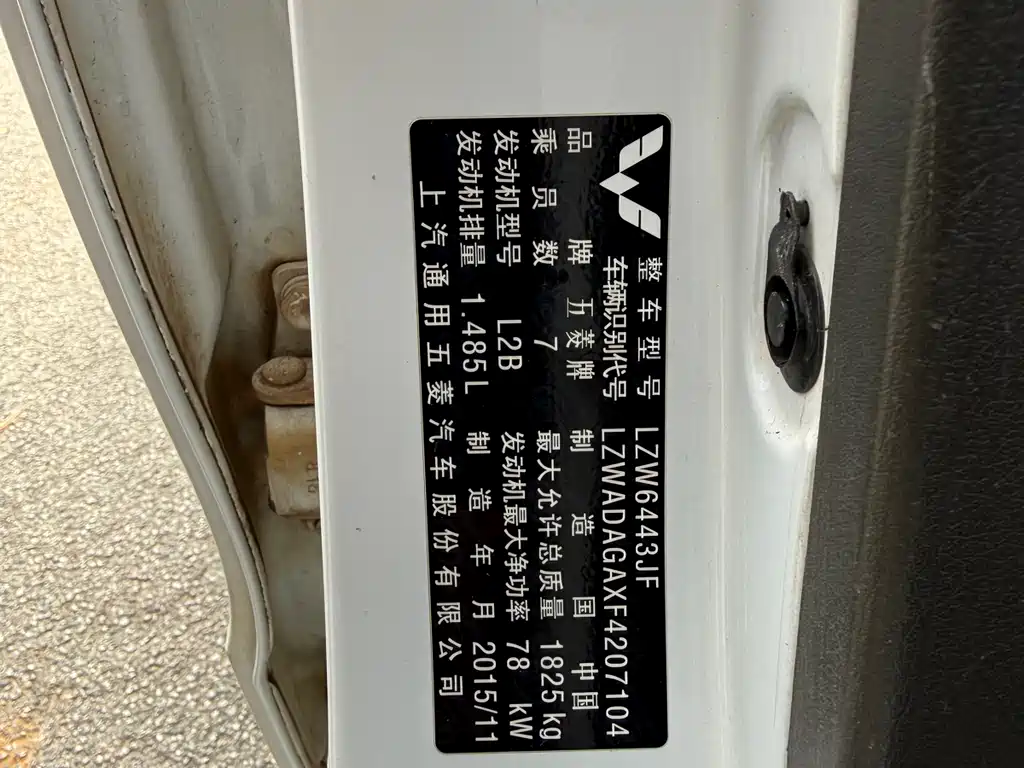 整车型号 LZW6443JF
车辆识别代号 LZWADAGAXF4207104
品牌 五菱牌 制造国 中国
乘员数 7 最大允许总质量 1825 kg
发动机型号 L2B 发动机最大净功率 78 kW
发动机排量 1.485L 制造年月 2015/11
上汽通用五菱汽车股份有限公司